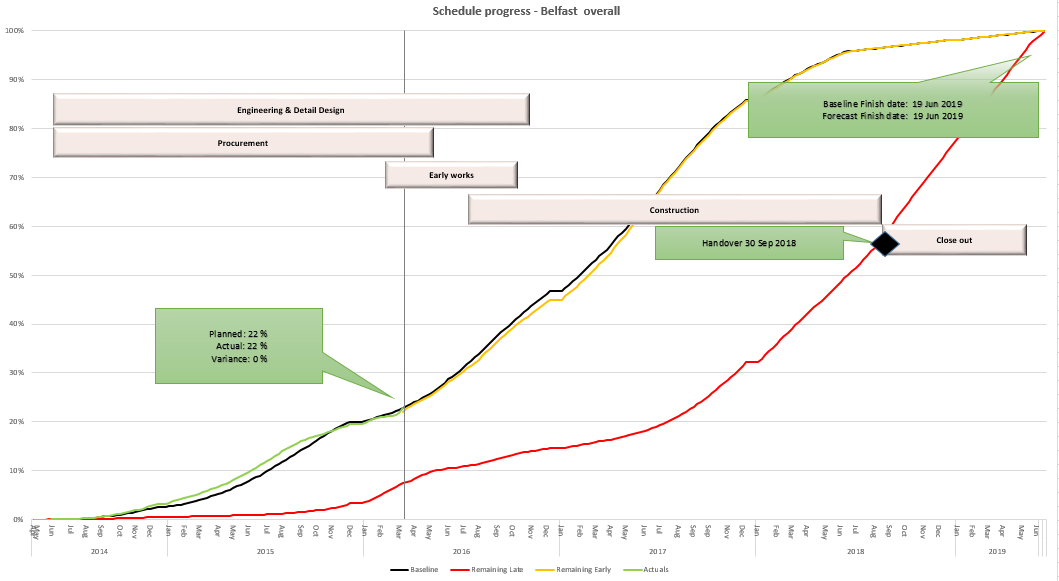 Schedule progress - Belfast overall
100%
90%
80%
70%
60%
50%
40%
30%
20%
10%
0%
Engineering & Detail Design
Procurement
Early works
Construction
Close out
Baseline Finish date: 19 Jun 2019
Forecast Finish date: 19 Jun 2019
Handover 30 Sep 2018
Planned: 22 %
Actual: 22 %
Variance: 0 %
May Jun Jul Aug Sep Oct Nov Dec Jan Feb Mar Apr May Jun Jul Aug Sep Oct Nov Dec Jan Feb Mar Apr May Jun Jul Aug Sep Oct Nov Dec Jan Feb Mar Apr May Jun Jul Aug Sep Sep Oct Nov Dec Jan Feb Mar Apr May Jun Jul Aug Sep Oct Nov Dec Jan Feb Mar Apr May Jun
2014 2015 2016 2017 2018 2019
Baseline Remaining Late Remaining Early Actuals